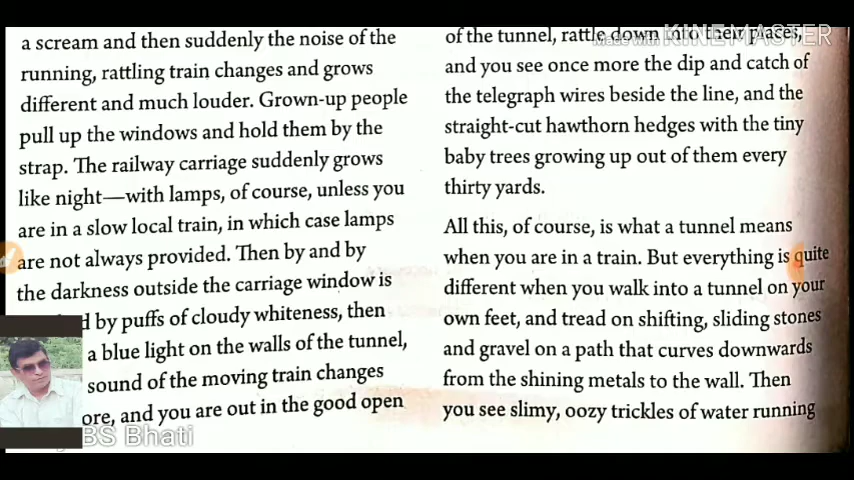 a scream and then suddenly the noise of the
running, rattling train changes and grows
different and much louder. Grown-up people
pull up the windows and hold them by the
strap. The railway carriage suddenly grows
like night—with lamps, of course, unless you
are in a slow local train, in which case lamps
are not always provided. Then by and by
the darkness outside the carriage window is
by puffs of cloudy whiteness, then
a blue light on the walls of the tunnel,
sound of the moving train changes
ore, and you are out in the good open
of the tunnel, rattle down into their places,
and you see once more the dip and catch of
the telegraph wires beside the line, and the
straight-cut hawthorn hedges with the tiny
baby trees growing up out of them every
thirty yards.
All this, of course, is what a tunnel means
when you are in a train. But everything is quite
different when you walk into a tunnel on your
own feet, and tread on shifting, sliding stones
and gravel on a path that curves downwards
from the shining metals to the wall. Then
you see slimy, oozy trickles of water running
Made with KINEMASTER
BS Bhati